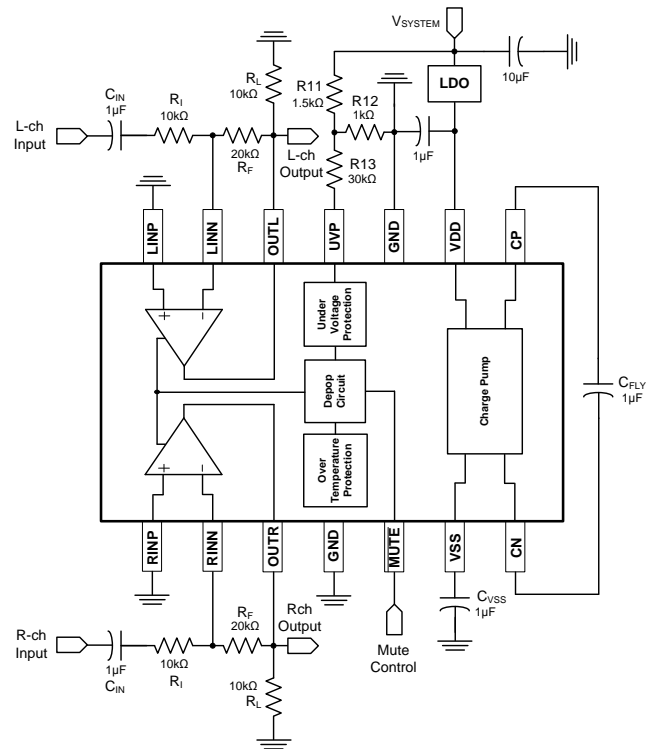 VSYSTEM
10µF
LDO
R11
1.5kΩ
R12
1kΩ
1µF
R13
30kΩ
RL
10kΩ
CIN
1µF
RI
10kΩ
20kΩ
RF
L-ch
Input
L-ch
Output
LINP
LINN
OUTL
UVP
GND
VDD
CP
+
-
Under
Voltage
Protection
Depop
Circuit
Over
Temperature
Protection
Charge Pump
CFLY
1µF
+
-
RINP
RINN
OUTR
GND
MUTE
VSS
CN
CVSS
1µF
Mute
Control
R-ch
Input
1µF
CIN
10kΩ
RI
RF
20kΩ
Rch
Output
10kΩ
RL